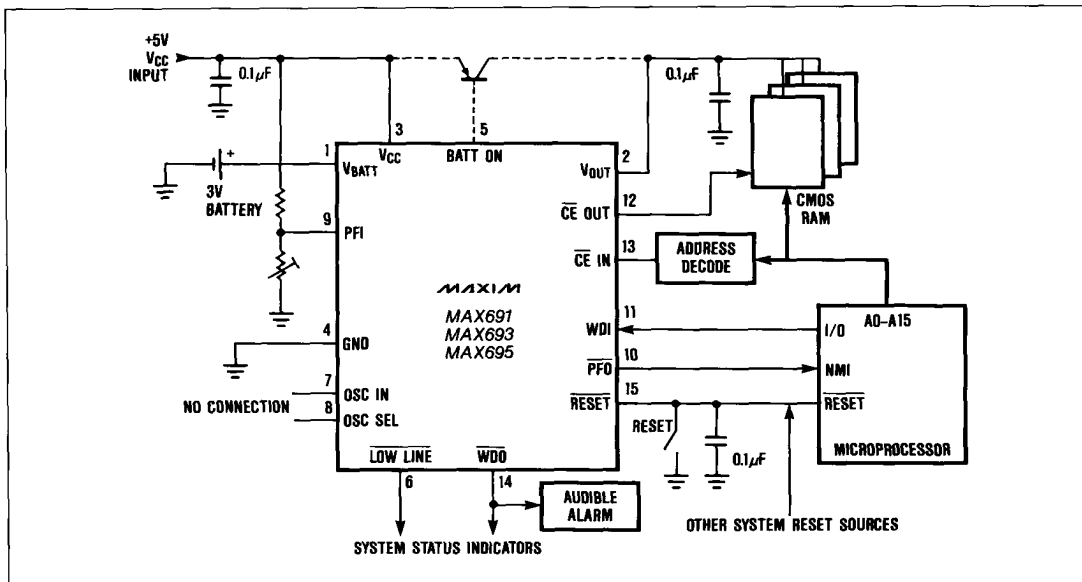 +5V
VCC
INPUT
0.1µF
0.1µF
3
5
1
VCC
BATT ON
2
VBATT
VOUT
+
3V
BATTERY
12
CE OUT
CMOS
RAM
9
PFI
13
CE IN
ADDRESS
DECODE
MAXIM
MAX691
MAX693
MAX695
11
WDI
I/O
A0-A15
4
GND
10
PFO
NMI
7
OSC IN
15
RESET
RESET
RESET
NO CONNECTION
8
OSC SEL
0.1µF
MICROPROCESSOR
LOW LINE
WDO
6
14
AUDIBLE
ALARM
OTHER SYSTEM RESET SOURCES
SYSTEM STATUS INDICATORS